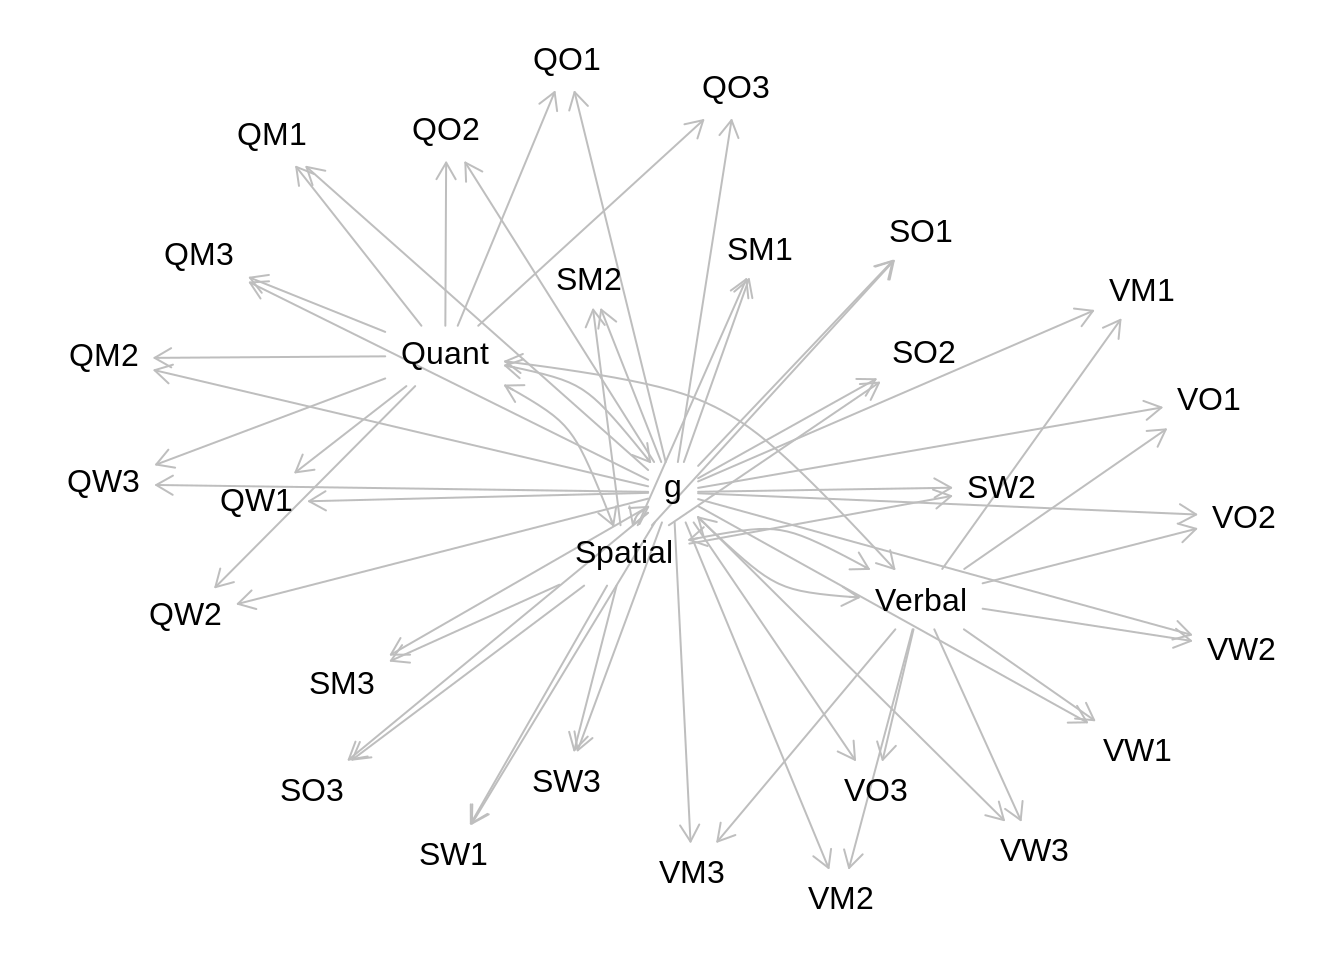 QO1
QO3
QO2
QM1
SO1
SM1
QM3
SM2
VM1
SO2
Quant
QM2
VO1
QW3
g
SW2
QW1
VO2
Spatial
Verbal
QW2
VW2
SM3
VW1
SW3
SO3
VO3
VW3
SW1
VM3
VM2